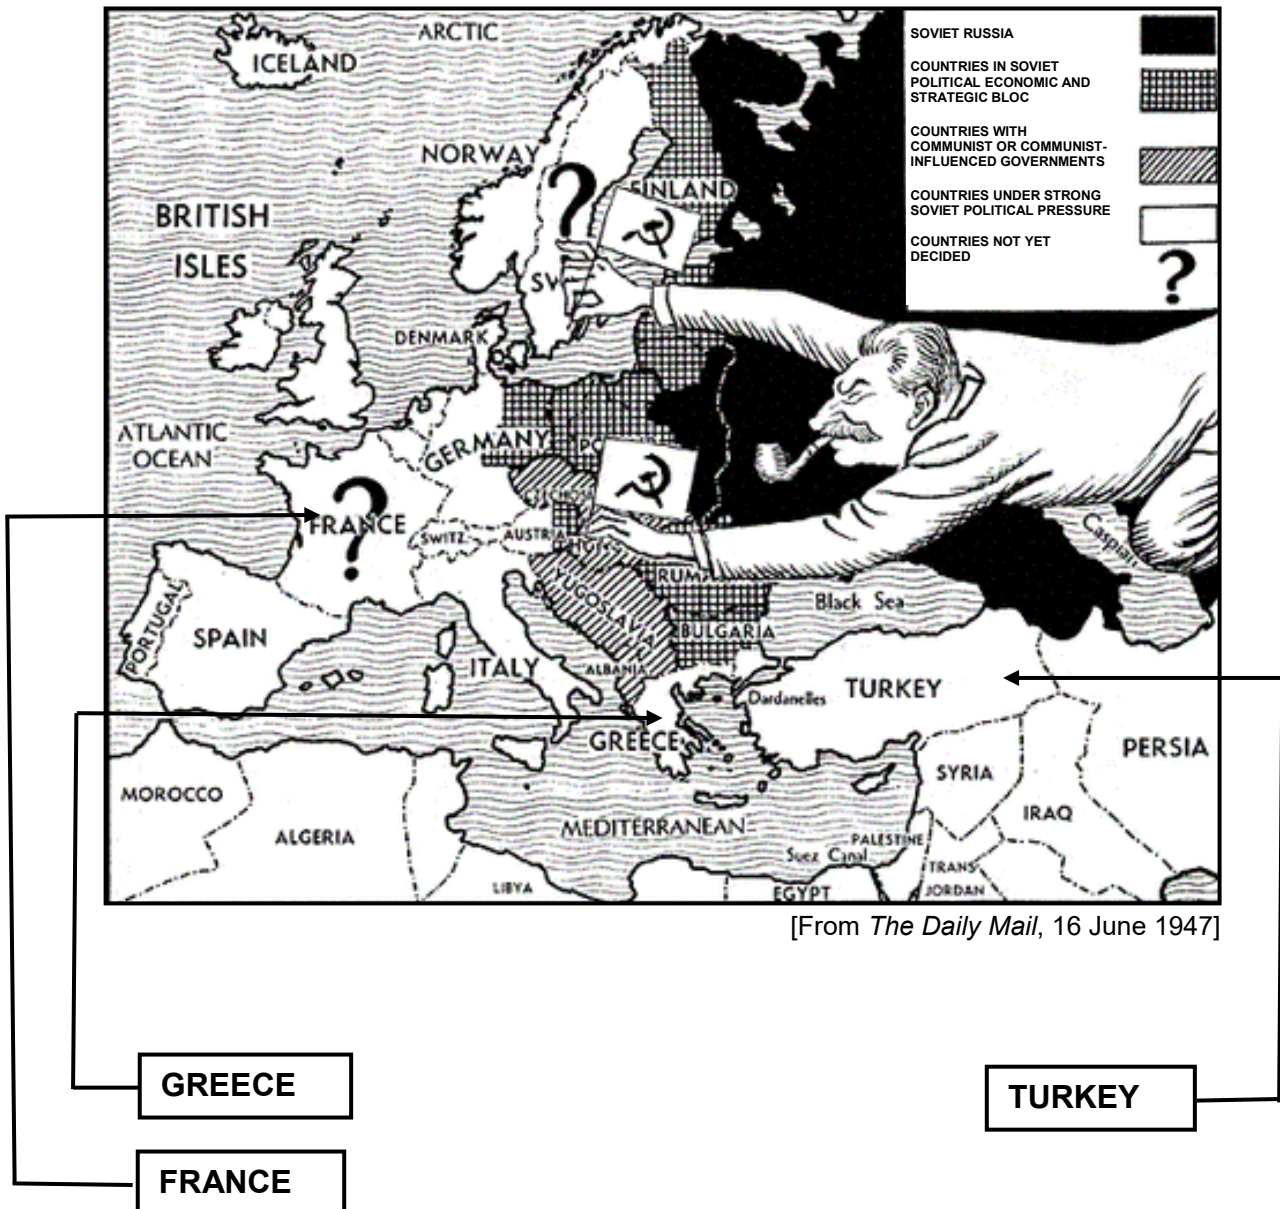 ARCTIC
ICELAND
SOVIET RUSSIA
COUNTRIES IN SOVIET
POLITICAL ECONOMIC AND
STRATEGIC BLOC
COUNTRIES WITH
COMMUNIST OR COMMUNIST-
INFLUENCED GOVERNMENTS
COUNTRIES UNDER STRONG
SOVIET POLITICAL PRESSURE
COUNTRIES NOT YET
DECIDED
?
NORWAY
?
FINLAND
BRITISH
ISLES
SW
DENMARK
ATLANTIC
OCEAN
GERMANY
PO
?
FRANCE
SWITZ.
AUSTRIA
YUGOSLAVIA
RUM
BULGARIA
Black Sea
Caspian
PORTUGAL
SPAIN
ITALY
ALBANIA
Dardanelles
TURKEY
GREECE
PERSIA
SYRIA
IRAQ
MOROCCO
ALGERIA
MEDITERRANEAN
PALESTINE
Suez Canal
TRANS
JORDAN
LIBYA
EGYPT
[From The Daily Mail, 16 June 1947]
GREECE
TURKEY
FRANCE